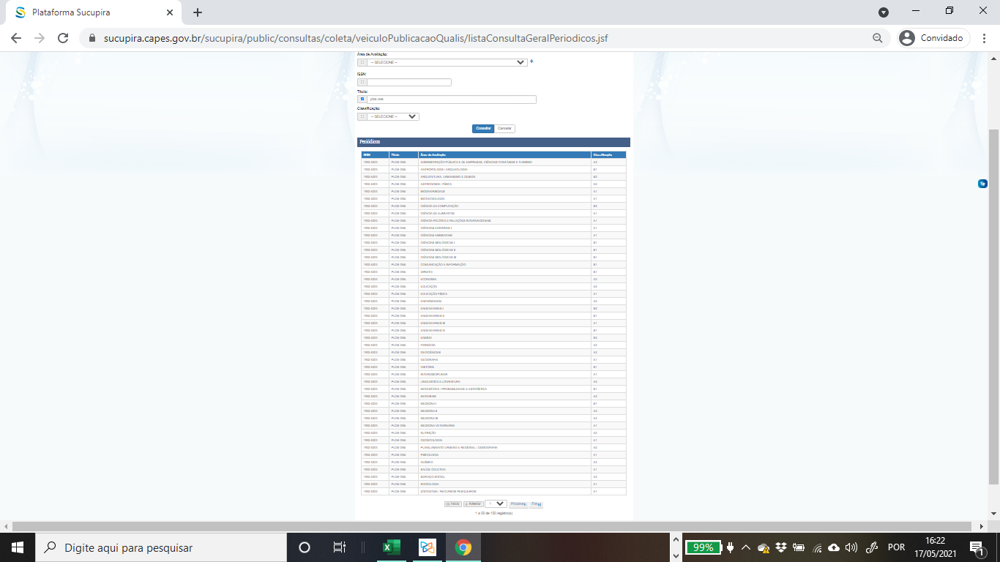 Plataforma Sucupira
sucupira.capes.gov.br/sucupira/public/consultas/coleta/veiculoPublicacaoQualis/listaConsultaGeralPeriodicos.jsf
Convidado
Área de Avaliação:
-- SELECIONE --
ISSN:
Título:
plos one
Classificação:
-- SELECIONE --
Consultar Cancelar
Periódicos
ISSN Título Área de Avaliação Classificação
1932-6203 PLOS ONE ADMINISTRAÇÃO PÚBLICA E DE EMPRESAS, CIÊNCIAS CONTÁBEIS E TURISMO A2
1932-6203 PLOS ONE ANTROPOLOGIA / ARQUEOLOGIA B1
1932-6203 PLOS ONE ARQUITETURA, URBANISMO E DESIGN B2
1932-6203 PLOS ONE ASTRONOMIA / FÍSICA A2
1932-6203 PLOS ONE BIODIVERSIDADE A1
1932-6203 PLOS ONE BIOTECNOLOGIA A1
1932-6203 PLOS ONE CIÊNCIA DA COMPUTAÇÃO B2
1932-6203 PLOS ONE CIÊNCIA DE ALIMENTOS A1
1932-6203 PLOS ONE CIÊNCIA POLÍTICA E RELAÇÕES INTERNACIONAIS A1
1932-6203 PLOS ONE CIÊNCIAS AGRÁRIAS I A1
1932-6203 PLOS ONE CIÊNCIAS AMBIENTAIS A1
1932-6203 PLOS ONE CIÊNCIAS BIOLÓGICAS I B1
1932-6203 PLOS ONE CIÊNCIAS BIOLÓGICAS II B1
1932-6203 PLOS ONE CIÊNCIAS BIOLÓGICAS III B1
1932-6203 PLOS ONE COMUNICAÇÃO E INFORMAÇÃO B1
1932-6203 PLOS ONE DIREITO B1
1932-6203 PLOS ONE ECONOMIA A2
1932-6203 PLOS ONE EDUCAÇÃO A2
1932-6203 PLOS ONE EDUCAÇÃO FÍSICA A1
1932-6203 PLOS ONE ENFERMAGEM A2
1932-6203 PLOS ONE ENGENHARIAS I B2
1932-6203 PLOS ONE ENGENHARIAS II B1
1932-6203 PLOS ONE ENGENHARIAS III A1
1932-6203 PLOS ONE ENGENHARIAS IV B1
1932-6203 PLOS ONE ENSINO B2
1932-6203 PLOS ONE FARMÁCIA A2
1932-6203 PLOS ONE GEOCIÊNCIAS A2
1932-6203 PLOS ONE GEOGRAFIA A1
1932-6203 PLOS ONE HISTÓRIA B1
1932-6203 PLOS ONE INTERDISCIPLINAR A1
1932-6203 PLOS ONE LINGUÍSTICA E LITERATURA A2
1932-6203 PLOS ONE MATEMÁTICA / PROBABILIDADE E ESTATÍSTICA B1
1932-6203 PLOS ONE MATERIAIS A2
1932-6203 PLOS ONE MEDICINA I B1
1932-6203 PLOS ONE MEDICINA II A2
1932-6203 PLOS ONE MEDICINA III A2
1932-6203 PLOS ONE MEDICINA VETERINÁRIA A1
1932-6203 PLOS ONE NUTRIÇÃO A2
1932-6203 PLOS ONE ODONTOLOGIA A1
1932-6203 PLOS ONE PLANEJAMENTO URBANO E REGIONAL / DEMOGRAFIA A2
1932-6203 PLOS ONE PSICOLOGIA A1
1932-6203 PLOS ONE QUÍMICA A2
1932-6203 PLOS ONE SAÚDE COLETIVA A1
1932-6203 PLOS ONE SERVIÇO SOCIAL A2
1932-6203 PLOS ONE SOCIOLOGIA A1
1932-6203 PLOS ONE ZOOTECNIA / RECURSOS PESQUEIROS A1
Início Anterior 1 Próxima Fim
1 a 50 de 150 registro(s)
Digite aqui para pesquisar
99%
POR
16:22
17/05/2021
1